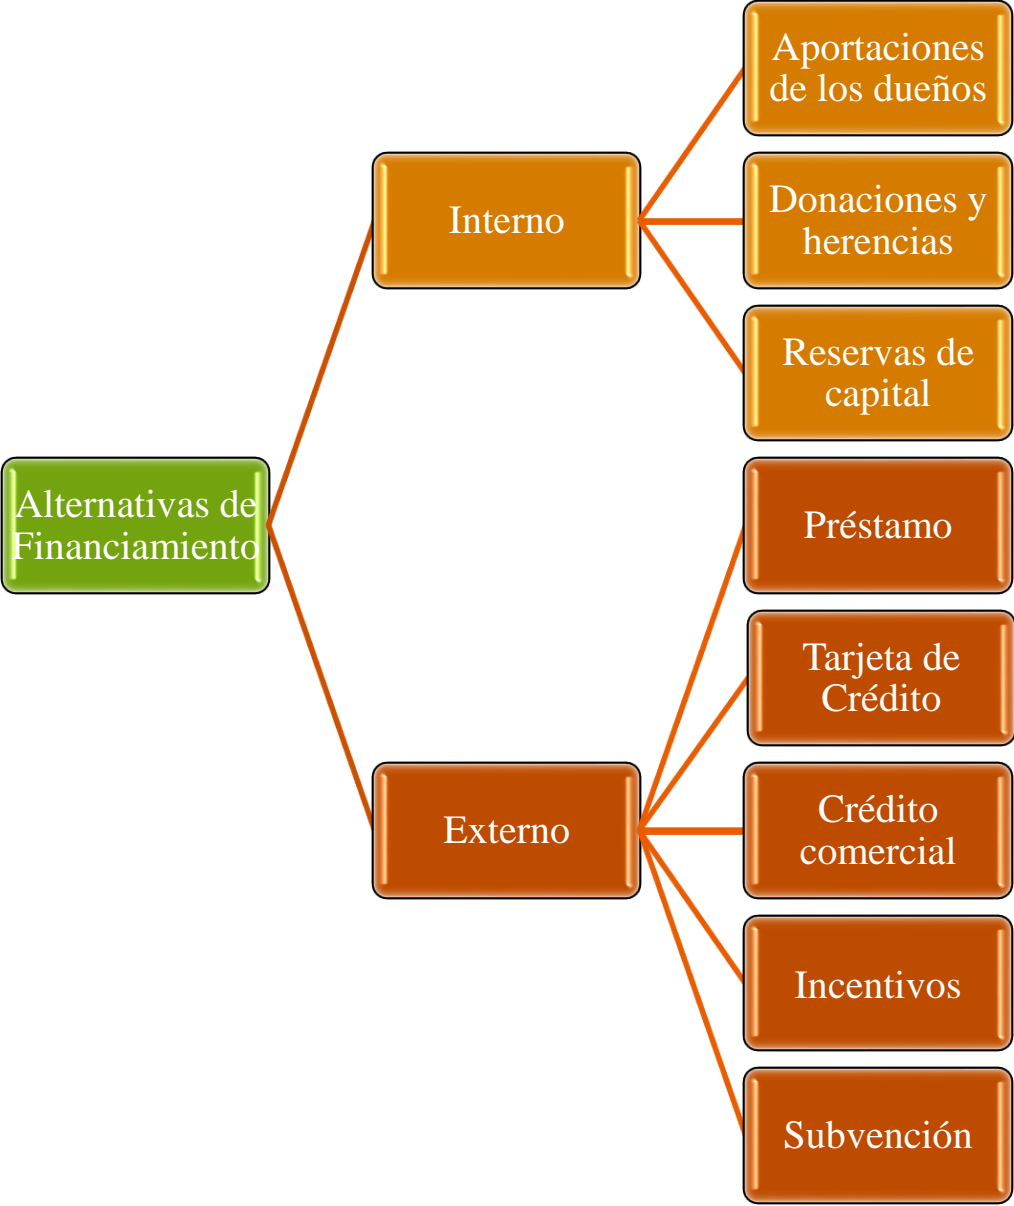 Aportaciones
de los dueños
Interno
Donaciones y
herencias
Reservas de
capital
Alternativas de
Financiamiento
Préstamo
Tarjeta de
Crédito
Externo
Crédito
comercial
Incentivos
Subvención